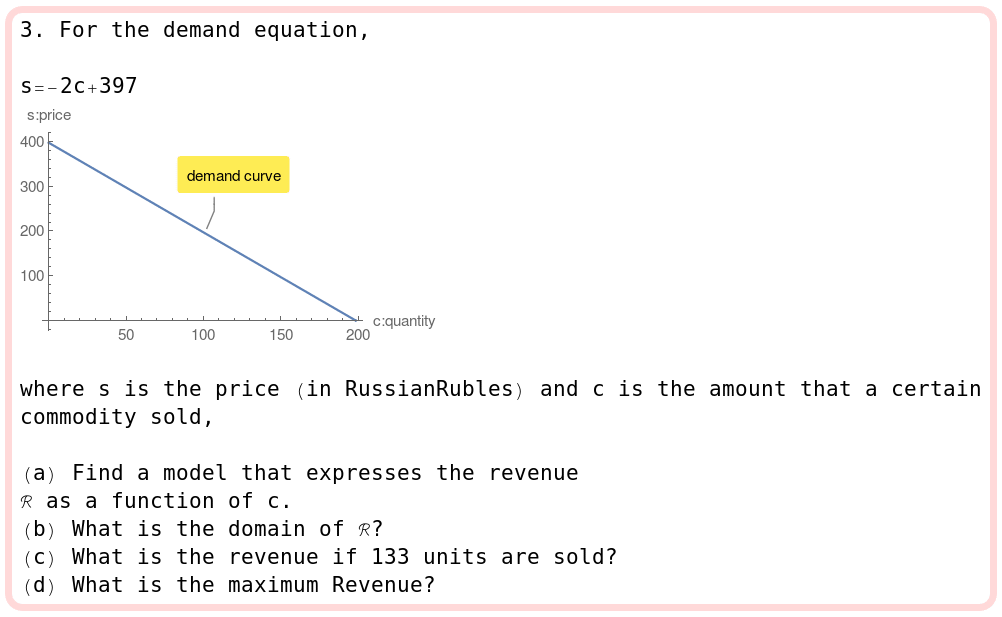 3. For the demand equation,
s=-2c+397
s:price
400
demand curve
300
200
100
c:quantity
50 100 150 200
where s is the price (in RussianRubles) and c is the amount that a certain
commodity sold,
(a) Find a model that expresses the revenue
ℛ as a function of c.
(b) What is the domain of ℛ?
(c) What is the revenue if 133 units are sold?
(d) What is the maximum Revenue?